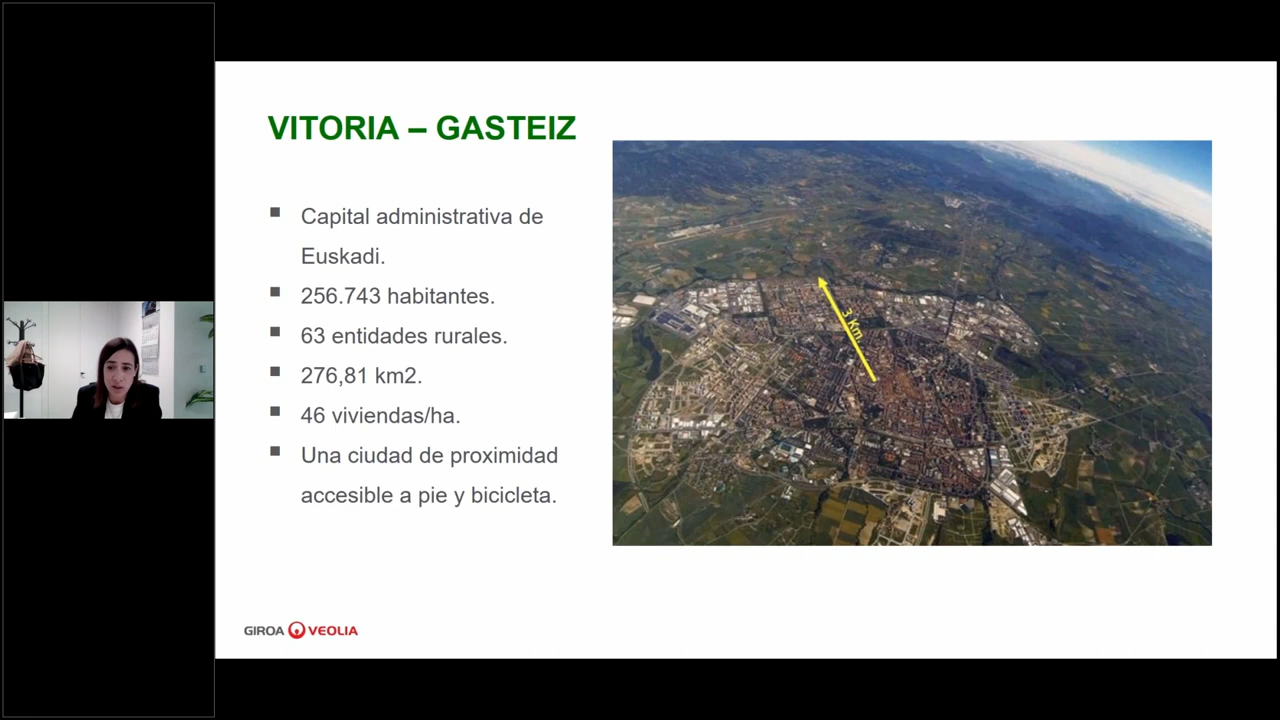 VITORIA – GASTEIZ
Capital administrativa de
Euskadi.
256.743 habitantes.
63 entidades rurales.
276,81 km2.
46 viviendas/ha.
Una ciudad de proximidad
accesible a pie y bicicleta.
3 Km.
GIROA VEOLIA